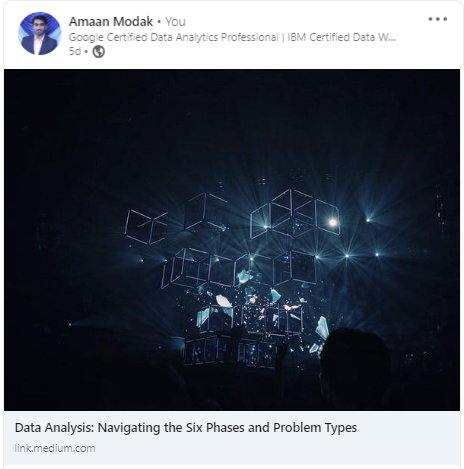 Amaan Modak • You
Google Certified Data Analytics Professional | IBM Certified Data W...
5d •
Data Analysis: Navigating the Six Phases and Problem Types
link.medium.com